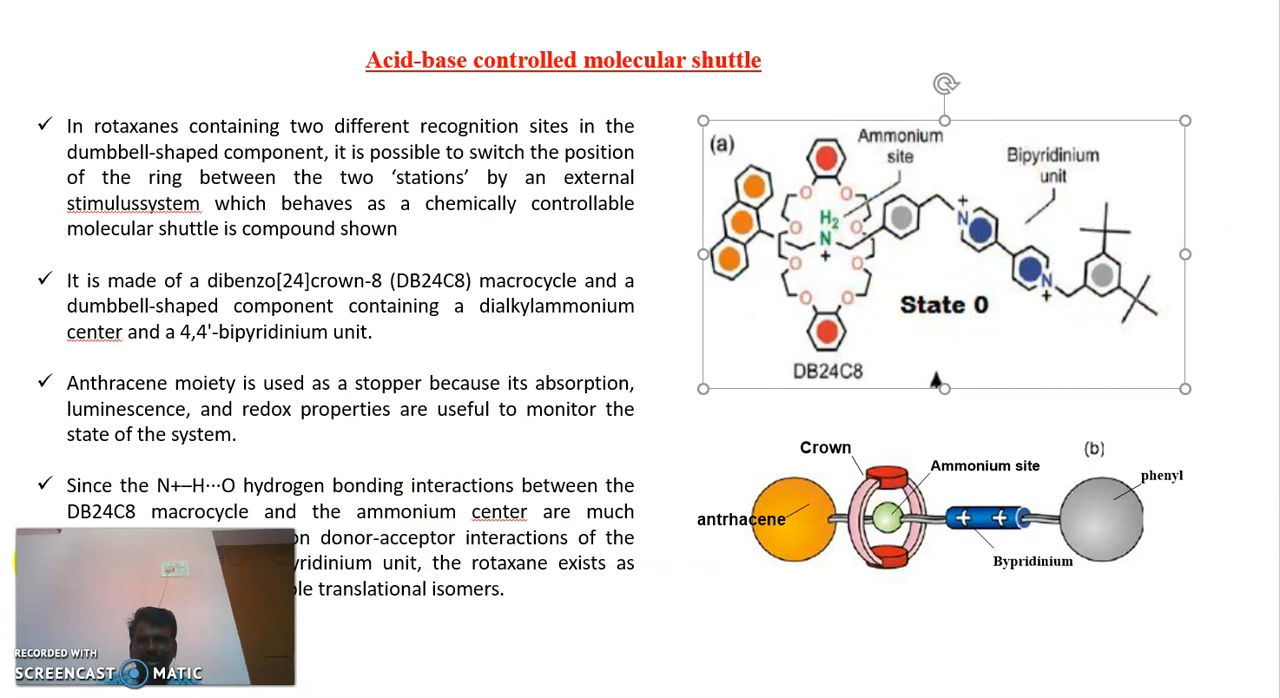 Acid-base controlled molecular shuttle
✓ In rotaxanes containing two different recognition sites in the
dumbbell-shaped component, it is possible to switch the position
of the ring between the two ‘stations’ by an external
stimulussystem which behaves as a chemically controllable
molecular shuttle is compound shown
✓ It is made of a dibenzo[24]crown-8 (DB24C8) macrocycle and a
dumbbell-shaped component containing a dialkylammonium
center and a 4,4'-bipyridinium unit.
✓ Anthracene moiety is used as a stopper because its absorption,
luminescence, and redox properties are useful to monitor the
state of the system.
✓ Since the N+–H···O hydrogen bonding interactions between the
DB24C8 macrocycle and the ammonium center are much
donor-acceptor interactions of the
unit, the rotaxane exists as
translational isomers.
RECORDED WITH
SCREENCAST MATIC
(a)
Ammonium
site
Bipyridinium
unit
O O
H2
N
+
O O
O O
O O
+
N
N
+
State 0
DB24C8
(b)
Crown
Ammonium site
phenyl
antrhacene
+ +
Bypridinium